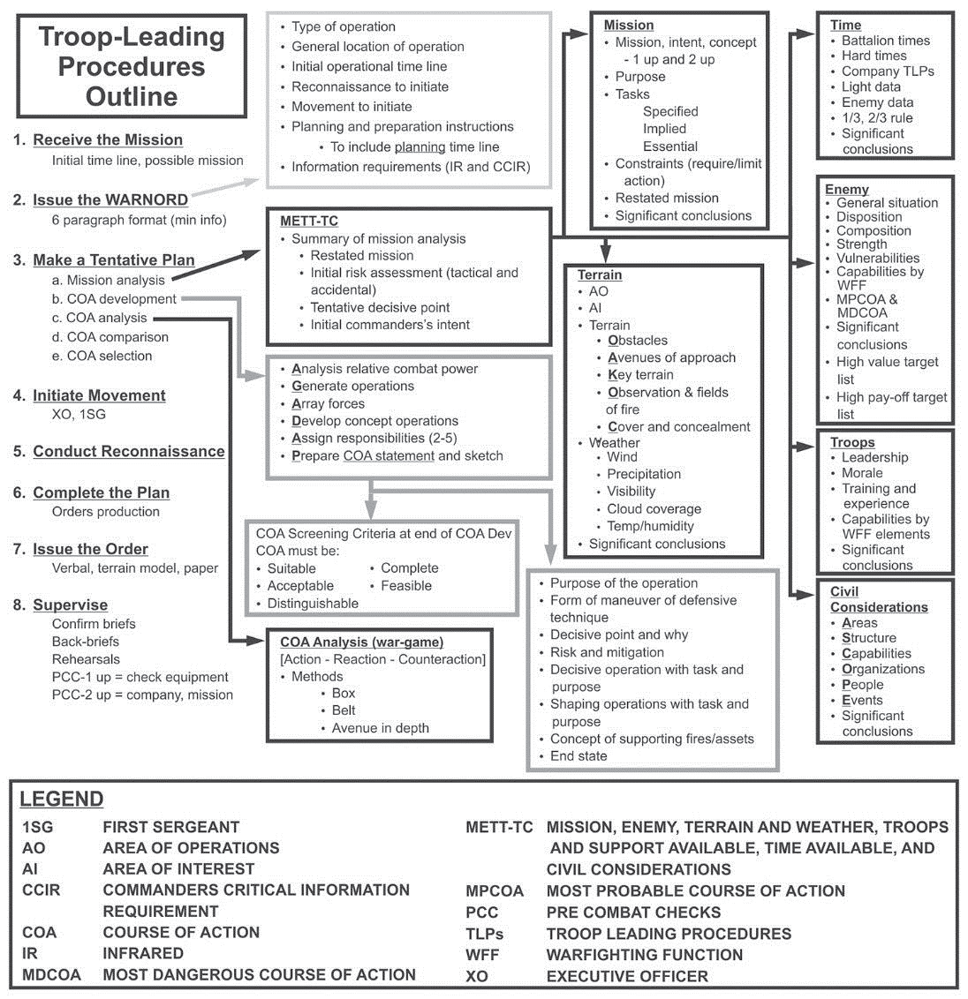 Troop-Leading
Procedures
Outline
1. Receive the Mission
Initial time line, possible mission
2. Issue the WARNORD
6 paragraph format (min info)
3. Make a Tentative Plan
a. Mission analysis
b. COA development
c. COA analysis
d. COA comparison
e. COA selection
4. Initiate Movement
XO, 1SG
5. Conduct Reconnaissance
6. Complete the Plan
Orders production
7. Issue the Order
Verbal, terrain model, paper
8. Supervise
Confirm briefs
Back-briefs
Rehearsals
PCC-1 up = check equipment
PCC-2 up = company, mission
• Type of operation
• General location of operation
• Initial operational time line
• Reconnaissance to initiate
• Movement to initiate
• Planning and preparation instructions
• To include planning time line
• Information requirements (IR and CCIR)
METT-TC
• Summary of mission analysis
• Restated mission
• Initial risk assessment (tactical and
accidental)
• Tentative decisive point
• Initial commanders's intent
• Analysis relative combat power
• Generate operations
• Array forces
• Develop concept operations
• Assign responsibilities (2-5)
• Prepare COA statement and sketch
COA Screening Criteria at end of COA Dev
COA must be:
• Suitable
• Acceptable
• Distinguishable
• Complete
• Feasible
COA Analysis (war-game)
[Action - Reaction - Counteraction]
• Methods
• Box
• Belt
• Avenue in depth
Mission
• Mission, intent, concept
- 1 up and 2 up
• Purpose
• Tasks
Specified
Implied
Essential
• Constraints (require/limit
action)
• Restated mission
• Significant conclusions
Terrain
• AO
• AI
• Terrain
• Obstacles
• Avenues of approach
• Key terrain
• Observation & fields
of fire
• Cover and concealment
• Weather
• Wind
• Precipitation
• Visibility
• Cloud coverage
• Temp/humidity
• Significant conclusions
• Purpose of the operation
• Form of maneuver of defensive
technique
• Decisive point and why
• Risk and mitigation
• Decisive operation with task and
purpose
• Shaping operations with task and
purpose
• Concept of supporting fires/assets
• End state
Time
• Battalion times
• Hard times
• Company TLPs
• Light data
• Enemy data
• 1/3, 2/3 rule
• Significant
conclusions
Enemy
• General situation
• Disposition
• Composition
• Strength
• Vulnerabilities
• Capabilities by
WFF
• MPCOA &
MDCOA
• Significant
conclusions
• High value target
list
• High pay-off target
list
Troops
• Leadership
• Morale
• Training and
experience
• Capabilities by
WFF elements
• Significant
conclusions
Civil
Considerations
• Areas
• Structure
• Capabilities
• Organizations
• People
• Events
• Significant
conclusions
LEGEND
1SG FIRST SERGEANT
AO AREA OF OPERATIONS
AI AREA OF INTEREST
CCIR COMMANDERS CRITICAL INFORMATION
REQUIREMENT
COA COURSE OF ACTION
IR INFRARED
MDCOA MOST DANGEROUS COURSE OF ACTION
METT-TC MISSION, ENEMY, TERRAIN AND WEATHER, TROOPS
AND SUPPORT AVAILABLE, TIME AVAILABLE, AND
CIVIL CONSIDERATIONS
MPCOA MOST PROBABLE COURSE OF ACTION
PCC PRE COMBAT CHECKS
TLPs TROOP LEADING PROCEDURES
WFF WARFIGHTING FUNCTION
XO EXECUTIVE OFFICER